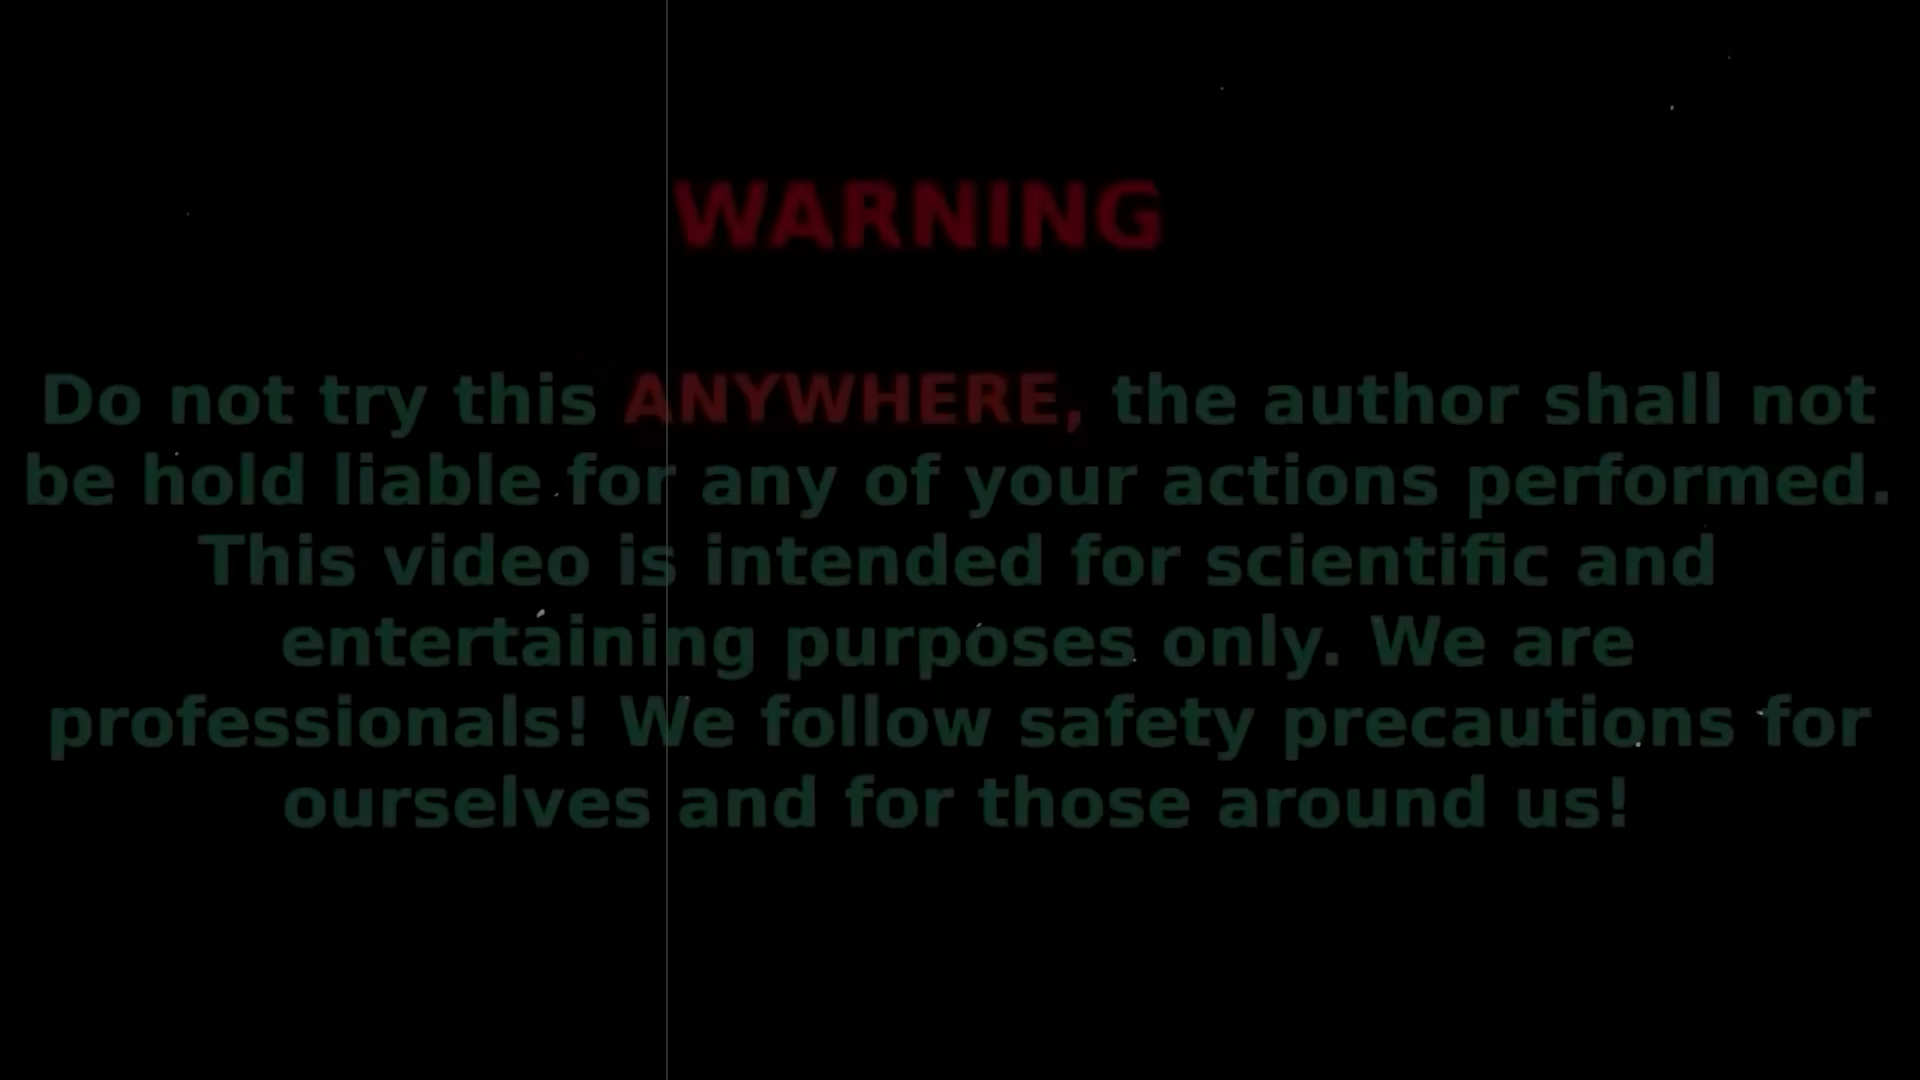 WARNING
Do not try this ANYWHERE, the author shall not
be hold liable for any of your actions performed.
This video is intended for scientific and
entertaining purposes only. We are
professionals! We follow safety precautions for
ourselves and for those around us!